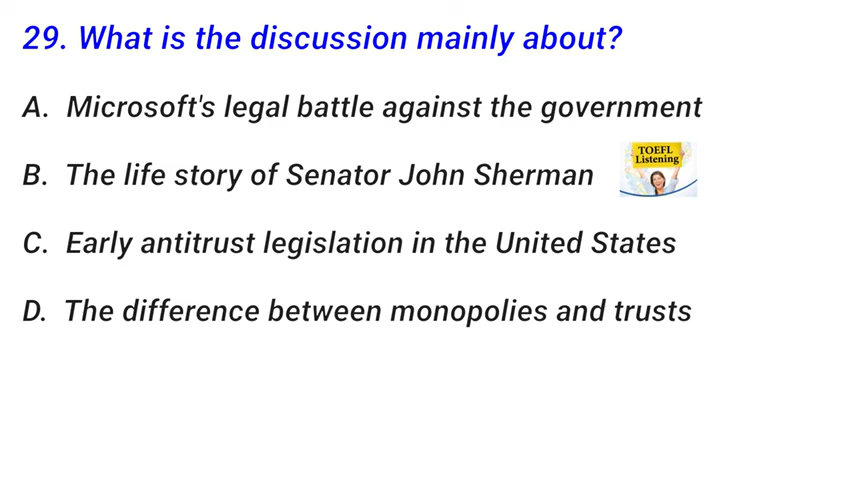 29. What is the discussion mainly about?
A. Microsoft's legal battle against the government
TOEFL
Listening
B. The life story of Senator John Sherman
C. Early antitrust legislation in the United States
D. The difference between monopolies and trusts